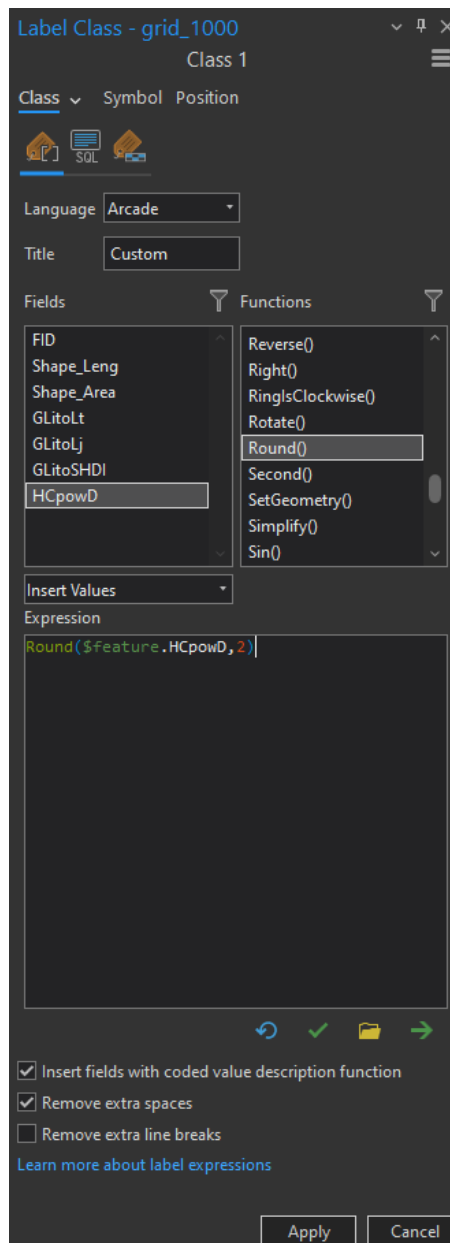 Label Class - grid_1000
Class 1
Class Symbol Position
SQL
Language Arcade
Title Custom
Fields Functions
FID
Shape_Leng
Shape_Area
GLitoLt
GLitoLj
GLitoSHDI
HCpowD
Reverse()
Right()
RingIsClockwise()
Rotate()
Round()
Second()
SetGeometry()
Simplify()
Sin()
Insert Values
Expression
Round($feature.HCpowD,2)
Insert fields with coded value description function
Remove extra spaces
Remove extra line breaks
Learn more about label expressions
Apply Cancel